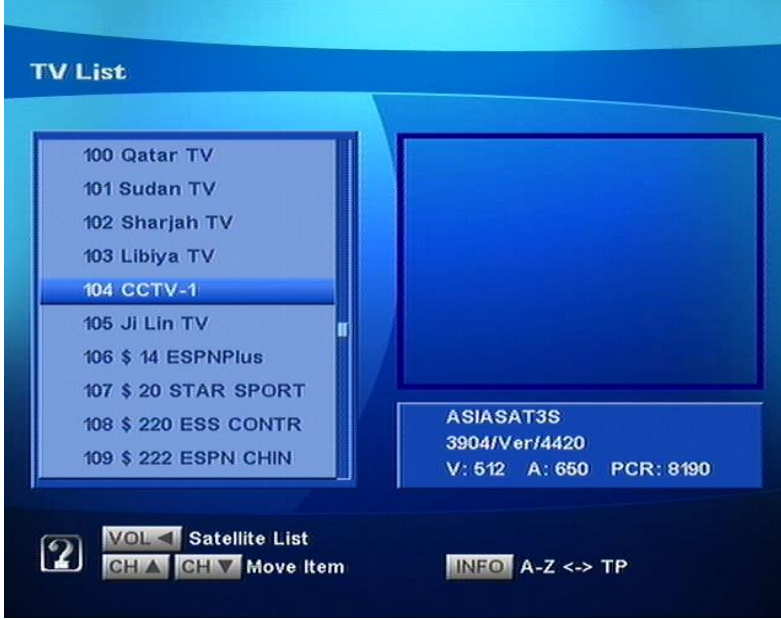 TV List
100 Qatar TV
101 Sudan TV
102 Sharjah TV
103 Libiya TV
104 CCTV-1
105 Ji Lin TV
106 $ 14 ESPNPlus
107 $ 20 STAR SPORT
108 $ 220 ESS CONTR
109 $ 222 ESPN CHIN
ASIASAT3S
3904/Ver/4420
V: 512 A: 650 PCR: 8190
? VOL ◀ Satellite List
CH ▲ CH ▼ Move Item
INFO A-Z <-> TP